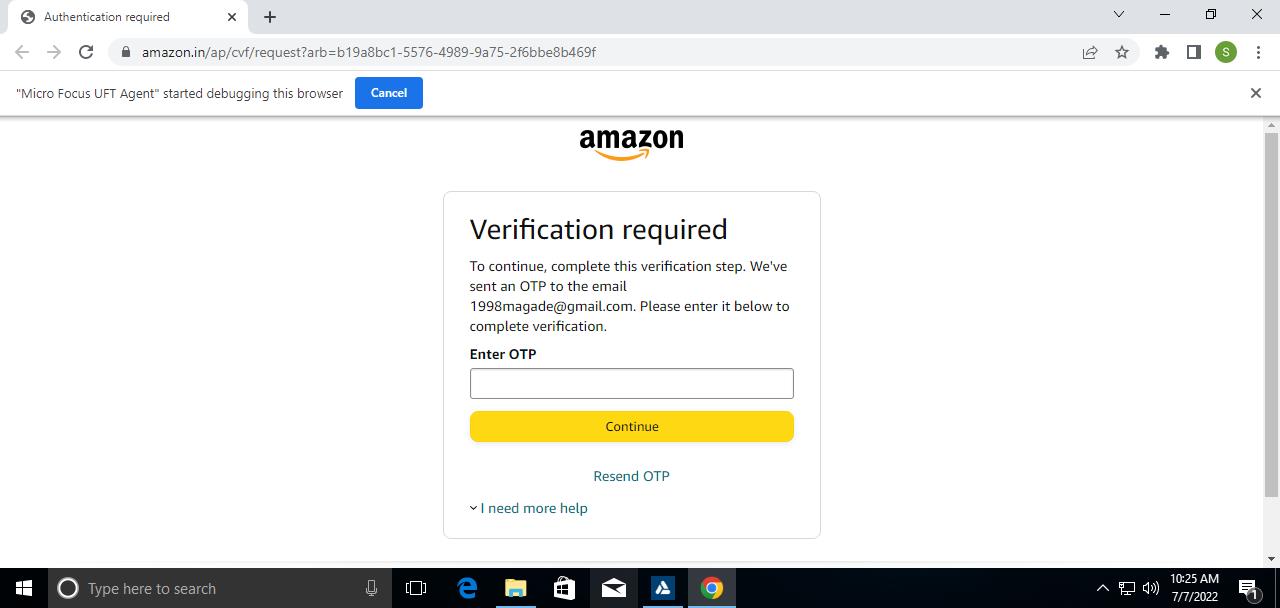 Authentication required
amazon.in/ap/cvf/request?arb=b19a8bc1-5576-4989-9a75-2f6bbe8b469f
S
"Micro Focus UFT Agent" started debugging this browser
Cancel
amazon
Verification required
To continue, complete this verification step. We've
sent an OTP to the email
1998magade@gmail.com. Please enter it below to
complete verification.
Enter OTP
Continue
Resend OTP
I need more help
Type here to search
10:25 AM
7/7/2022
1